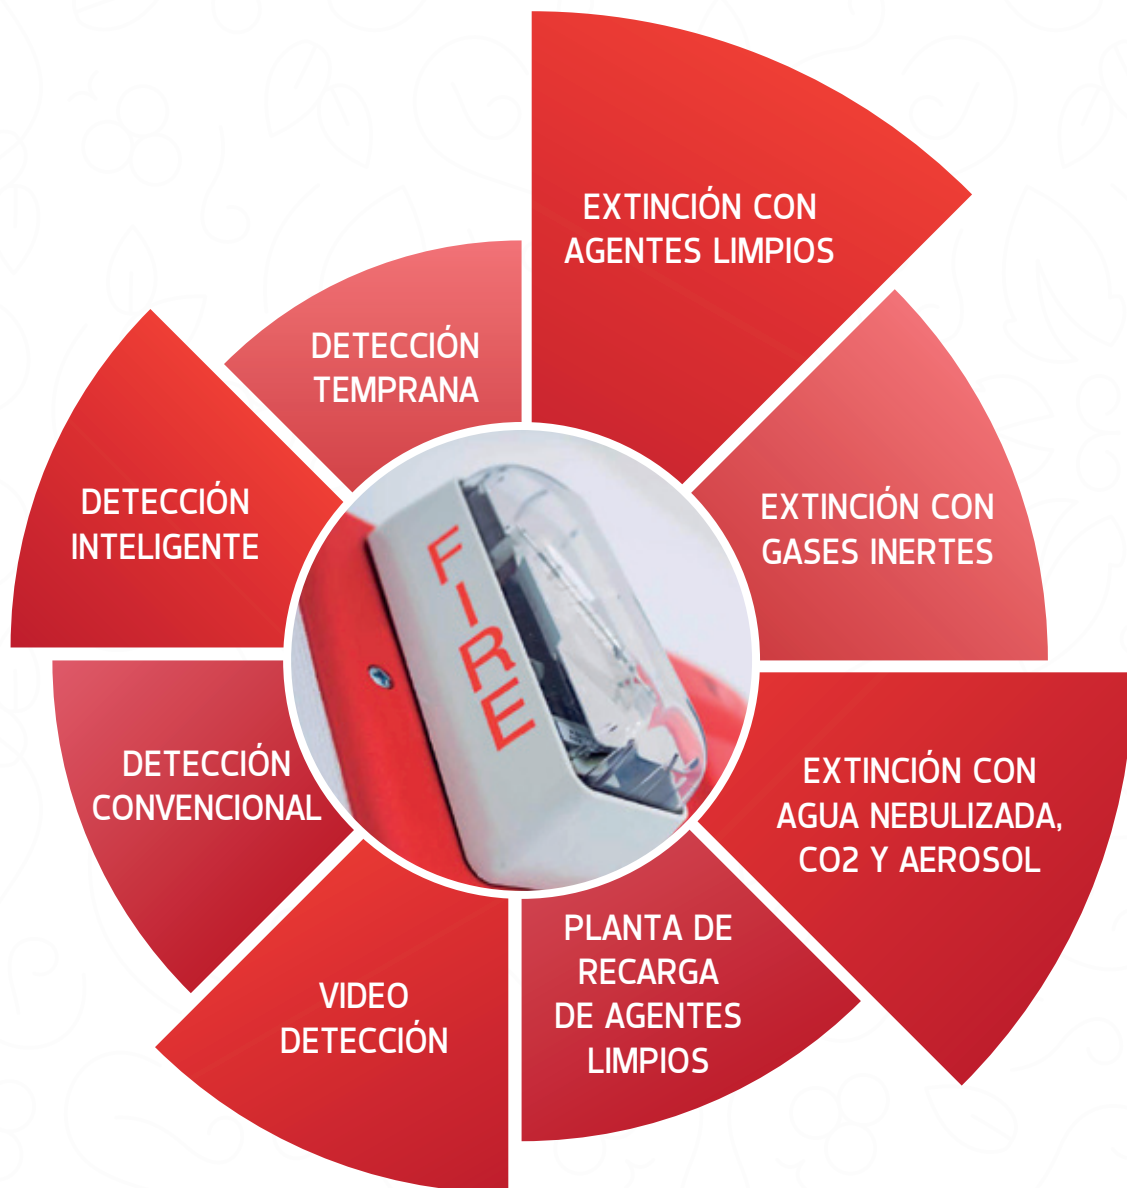 EXTINCIÓN CON
AGENTES LIMPIOS
EXTINCIÓN CON
GASES INERTES
EXTINCIÓN CON
AGUA NEBULIZADA,
CO2 Y AEROSOL
PLANTA DE
RECARGA
DE AGENTES
LIMPIOS
VIDEO
DETECCIÓN
DETECCIÓN
CONVENCIONAL
DETECCIÓN
INTELIGENTE
DETECCIÓN
TEMPRANA
FIRE